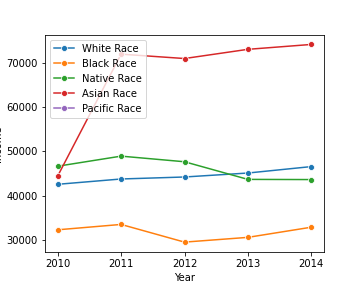 White Race
Black Race
Native Race
Asian Race
Pacific Race
70000
60000
50000
40000
30000
2010
2011
2012
2013
2014
Year